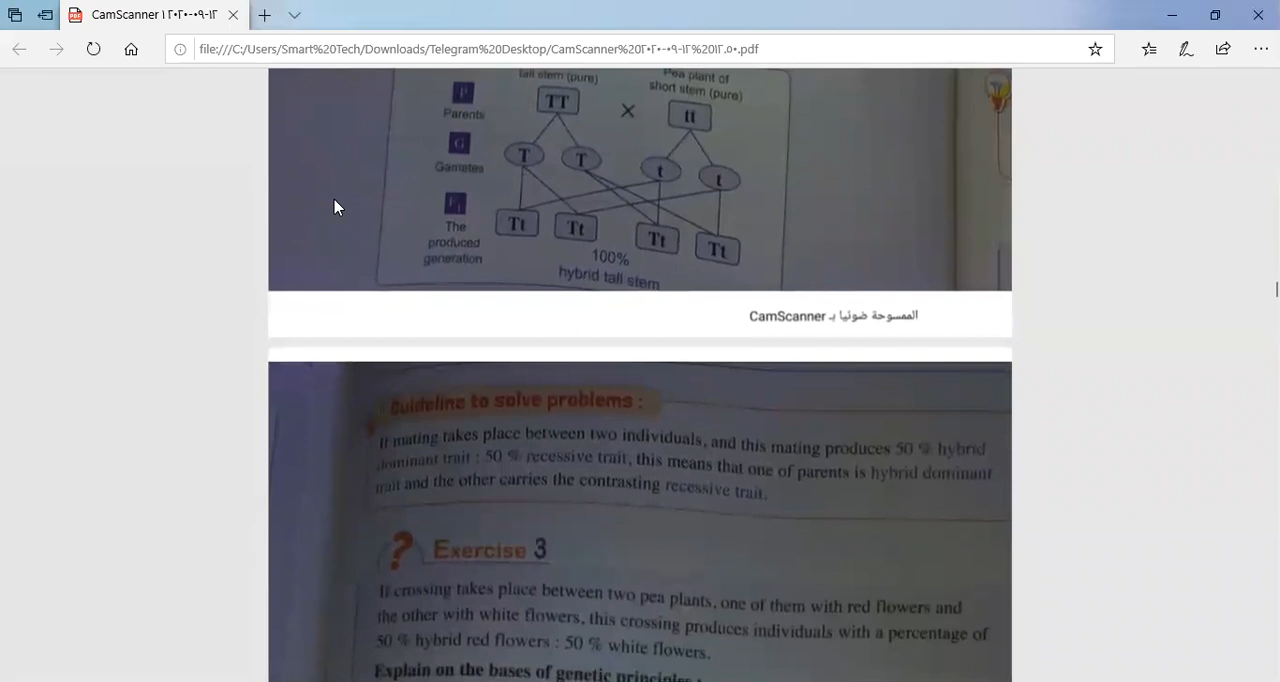 CamScanner ١٢-٠٩-٢٠٢٠ ١
file:///C:/Users/Smart%20Tech/Downloads/Telegram%20Desktop/CamScanner%20٢٠٢٠-٠٩-١٢%20١٢.٥٠.pdf
Tall stem (pure)
Pea plant of
short stem (pure)
P
Parents
TT
×
tt
G
Gametes
T
T
t
t
F1
The
produced
generation
Tt
Tt
Tt
Tt
100%
hybrid tall stem
الممسوحة ضوئيا بـ CamScanner
Guideline to solve problems :
If mating takes place between two individuals, and this mating produces 50 % hybrid
dominant trait : 50 % recessive trait, this means that one of parents is hybrid dominant
trait and the other carries the contrasting recessive trait.
? Exercise 3
If crossing takes place between two pea plants, one of them with red flowers and
the other with white flowers, this crossing produces individuals with a percentage of
50 % hybrid red flowers : 50 % white flowers.
Explain on the bases of genetic principles :